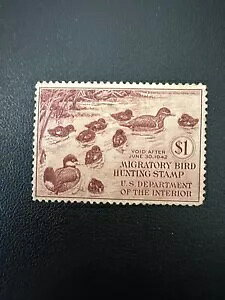 VOID AFTER
JUNE 30, 1942
$1
MIGRATORY BIRD
HUNTING STAMP
U.S. DEPARTMENT
OF THE INTERIOR